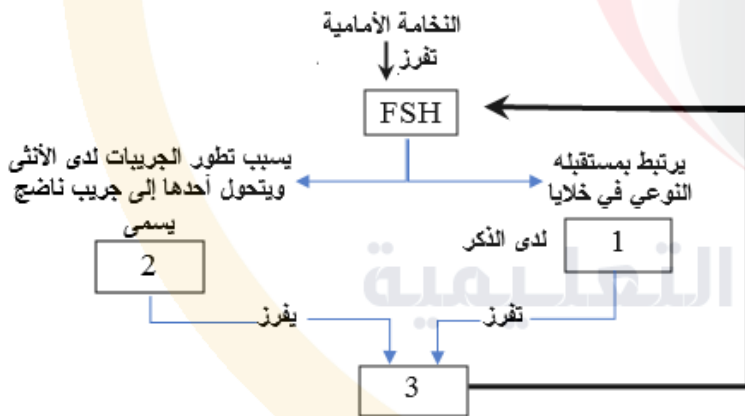 النخامة الأمامية
تفرز
FSH
يرتبط بمستقبله
النوعي في خلايا
1
لدى الذكر
يسبب تطور الجريبات لدى الأنثى
ويتحول أحدها إلى جريب ناضج
يسمى
2
التعليمية
تفرز
يفرز
3